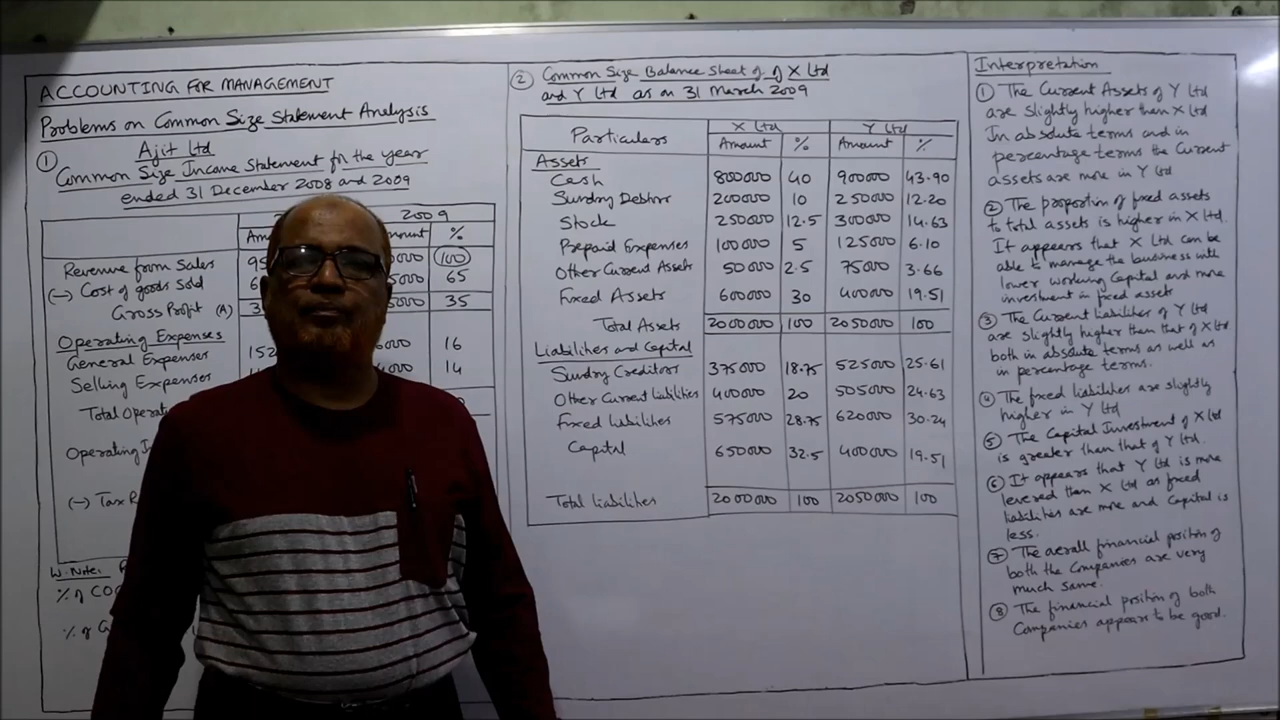 ACCOUNTING FOR MANAGEMENT
Problems on Common Size Statement Analysis
① Ajit Ltd
Common Size Income Statement for the year
ended 31 December 2008 and 2009
2009
% 
Revenue from Sales 100
(-) Cost of goods Sold 65
Gross Profit (A) 35
Operating Expenses
General Expenses 152 16
Selling Expenses 14
Total
Operating
(-) Tax
W. Note:
% of
% of
② Common Size Balance Sheet of of X Ltd
and Y Ltd as on 31 March 2009
Particulars X Ltd Y Ltd
Amount % Amount %
Assets
Cash 800000 40 900000 43.90
Sundry Debtors 200000 10 250000 12.20
Stock 250000 12.5 300000 14.63
Prepaid Expenses 100000 5 125000 6.10
Other Current Assets 50000 2.5 75000 3.66
Fixed Assets 600000 30 400000 19.51
Total Assets 2000000 100 2050000 100
Liabilities and Capital
Sundry Creditors 375000 18.75 525000 25.61
Other Current liabilities 400000 20 505000 24.63
Fixed liabilities 575000 28.75 620000 30.24
Capital 650000 32.5 400000 19.51
Total liabilities 2000000 100 2050000 100
Interpretation
① The Current Assets of Y Ltd
are Slightly higher than X Ltd
In absolute terms and in
percentage terms the Current
assets are more in Y Ltd
② The proportion of fixed assets
to total assets is higher in X Ltd.
It appears that X Ltd can be
able to manage the business with
lower working Capital and more
investment in fixed assets
③ The Current liabilities of Y Ltd
are slightly higher than that of X Ltd
both in absolute terms as well as
in percentage terms.
④ The fixed liabilities are slightly
higher in Y Ltd
⑤ The Capital Investment of X Ltd
is greater than that of Y Ltd.
⑥ It appears that Y Ltd is more
levered than X Ltd as fixed
liabilities are more and Capital is
less.
⑦ The overall financial position of
both the Companies are very
much same.
⑧ The financial position of both
Companies appears to be good.